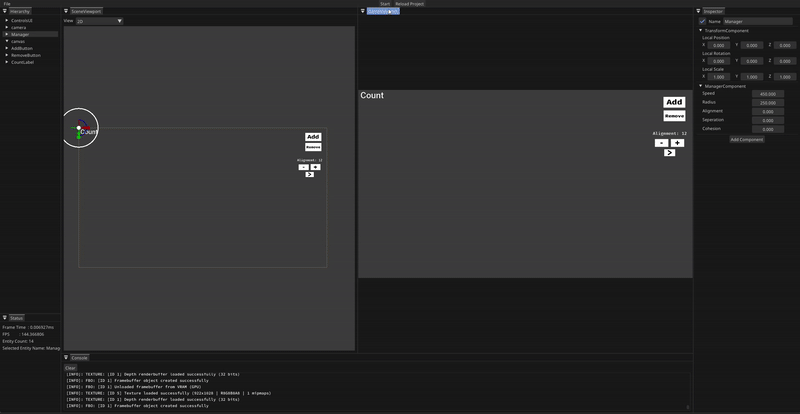 File
Start
Reload Project
Hierarchy
ControlUI
camera
Manager
canvas
AddButton
RemoveButton
CountLabel
SceneViewport
View
2D
Count
Add
Remove
Alignment: 12
-
+
>
Count
Add
Remove
Alignment: 12
-
+
>
Inspector
Name
Manager
TransformComponent
Local Position
X 0.000 Y 0.000 Z 0.000
Local Rotation
X 0.000 Y 0.000 Z 0.000
Local Scale
X 1.000 Y 1.000 Z 1.000
ManagerComponent
Speed 400.000
Radius 250.000
Alignment 0.000
Seperation 0.000
Cohesion 0.000
Add Component
Status
Frame Time : 0.006927ms
FPS : 144.366806
Entity Count: 14
Selected Entity Name: Manag
Console
Clear
[INFO]: TEXTURE: [ID 1] Depth renderbuffer loaded successfully (32 bits)
[INFO]: FBO: [ID 1] Framebuffer object created successfully
[INFO]: FBO: [ID 1] Unloaded framebuffer from VRAM (GPU)
[INFO]: TEXTURE: [ID 5] Texture loaded successfully (922x1020 | R8G8B8A8 | 1 mipmaps)
[INFO]: TEXTURE: [ID 1] Depth renderbuffer loaded successfully (32 bits)
[INFO]: FBO: [ID 1] Framebuffer object created successfully